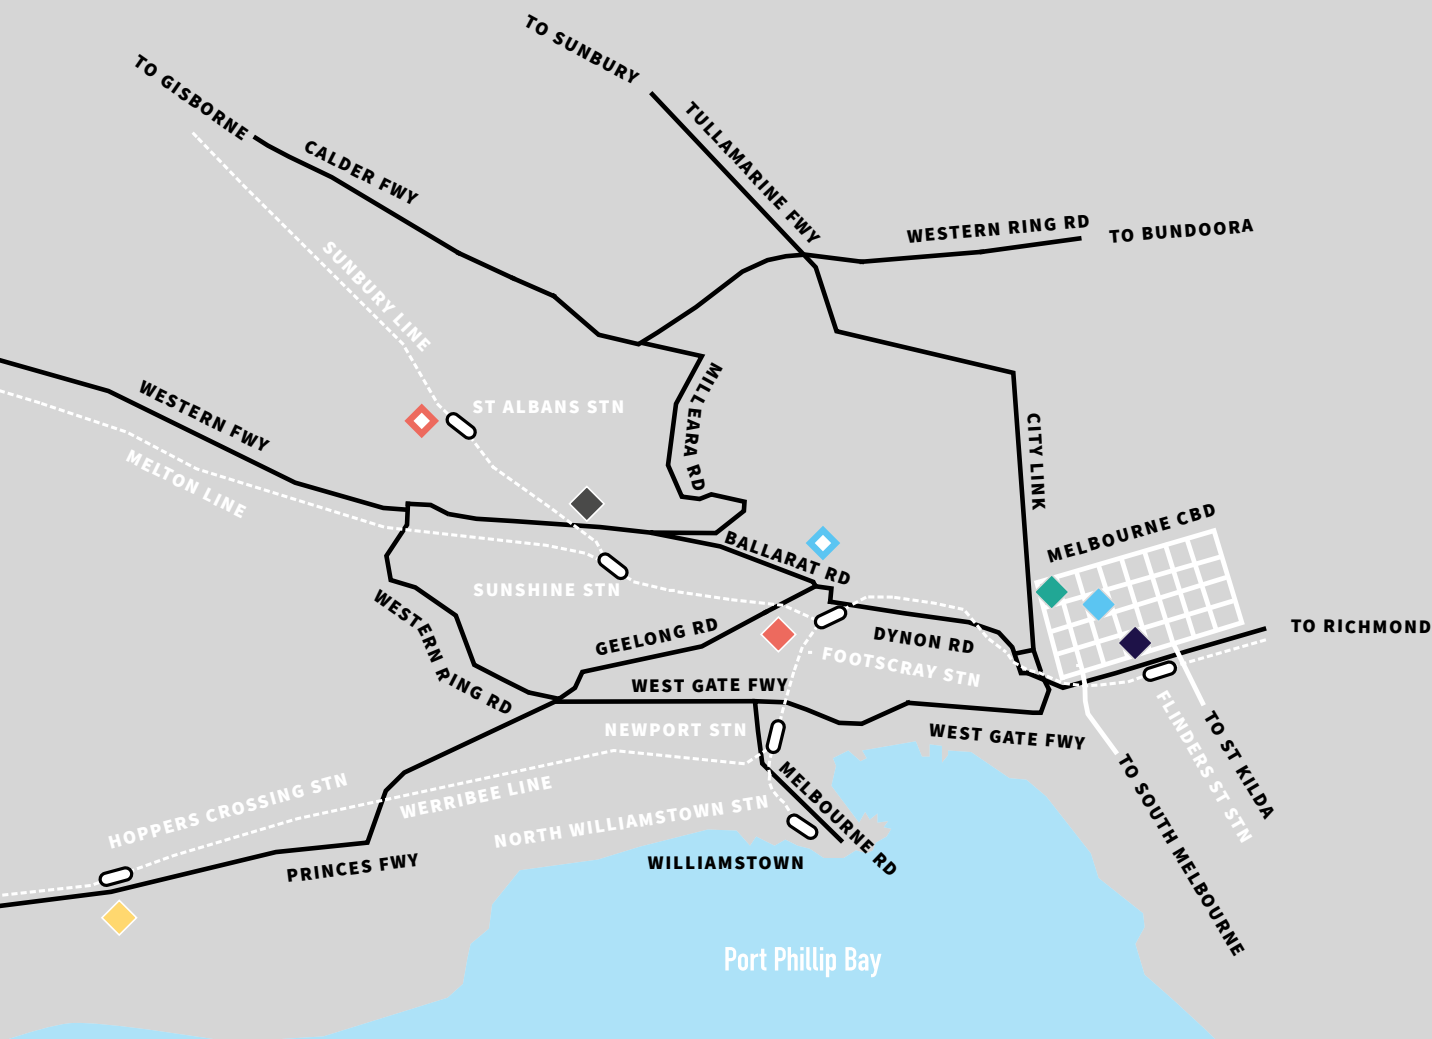 TO SUNBURY
TO GISBORNE
TULLAMARINE FWY
CALDER FWY
WESTERN RING RD
TO BUNDOORA
SUNBURY LINE
MILLEARA RD
WESTERN FWY
ST ALBANS STN
CITY LINK
MELTON LINE
MELBOURNE CBD
BALLARAT RD
SUNSHINE STN
WESTERN RING RD
GEELONG RD
DYNON RD
TO RICHMOND
FOOTSCRAY STN
WEST GATE FWY
NEWPORT STN
WEST GATE FWY
FLINDERS ST STN
TO ST KILDA
TO SOUTH MELBOURNE
HOPPERS CROSSING STN
WERRIBEE LINE
MELBOURNE RD
NORTH WILLIAMSTOWN STN
PRINCES FWY
WILLIAMSTOWN
Port Phillip Bay